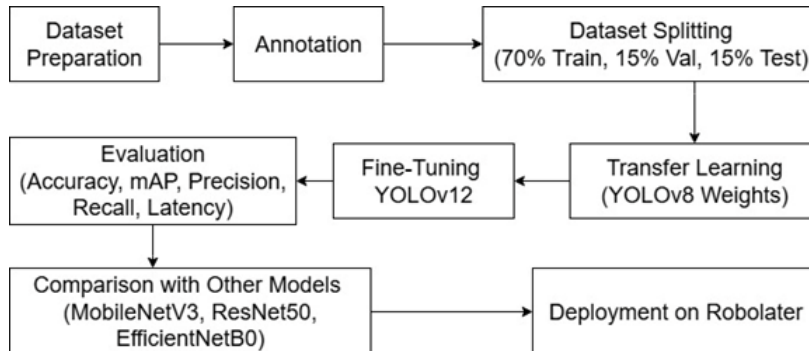 Dataset
Preparation
Annotation
Dataset Splitting
(70% Train, 15% Val, 15% Test)
Transfer Learning
(YOLOv8 Weights)
Fine-Tuning
YOLOv12
Evaluation
(Accuracy, mAP, Precision,
Recall, Latency)
Comparison with Other Models
(MobileNetV3, ResNet50,
EfficientNetB0)
Deployment on Robolater